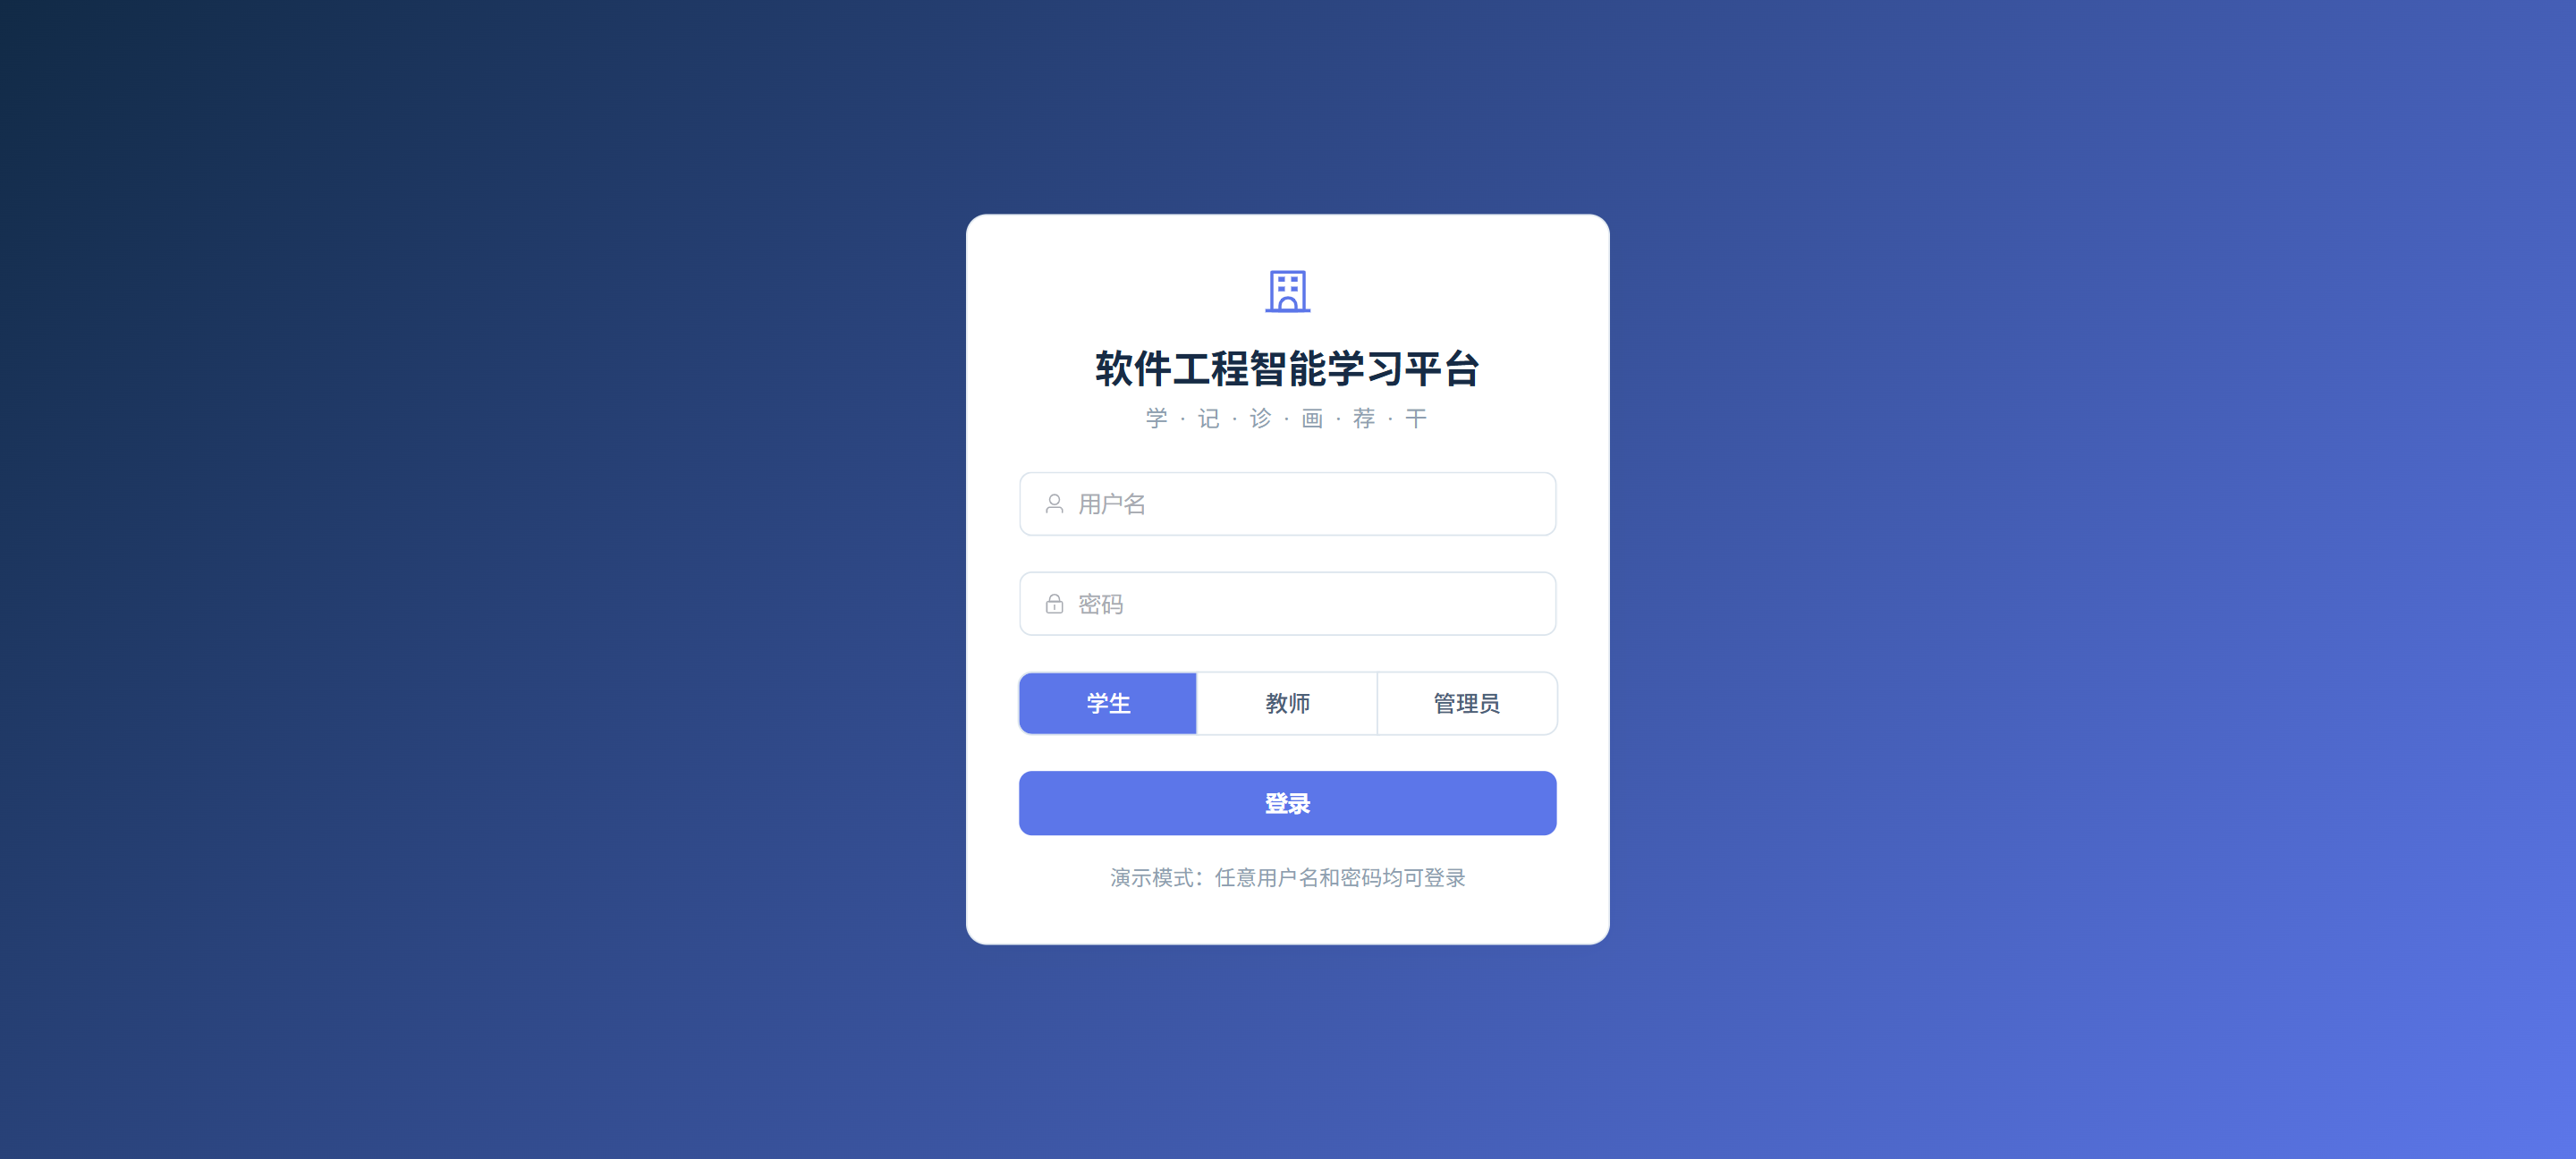 软件工程智能学习平台
学 · 记 · 诊 · 画 · 荐 · 干
用户名
密码
学生 教师 管理员
登录
演示模式：任意用户名和密码均可登录